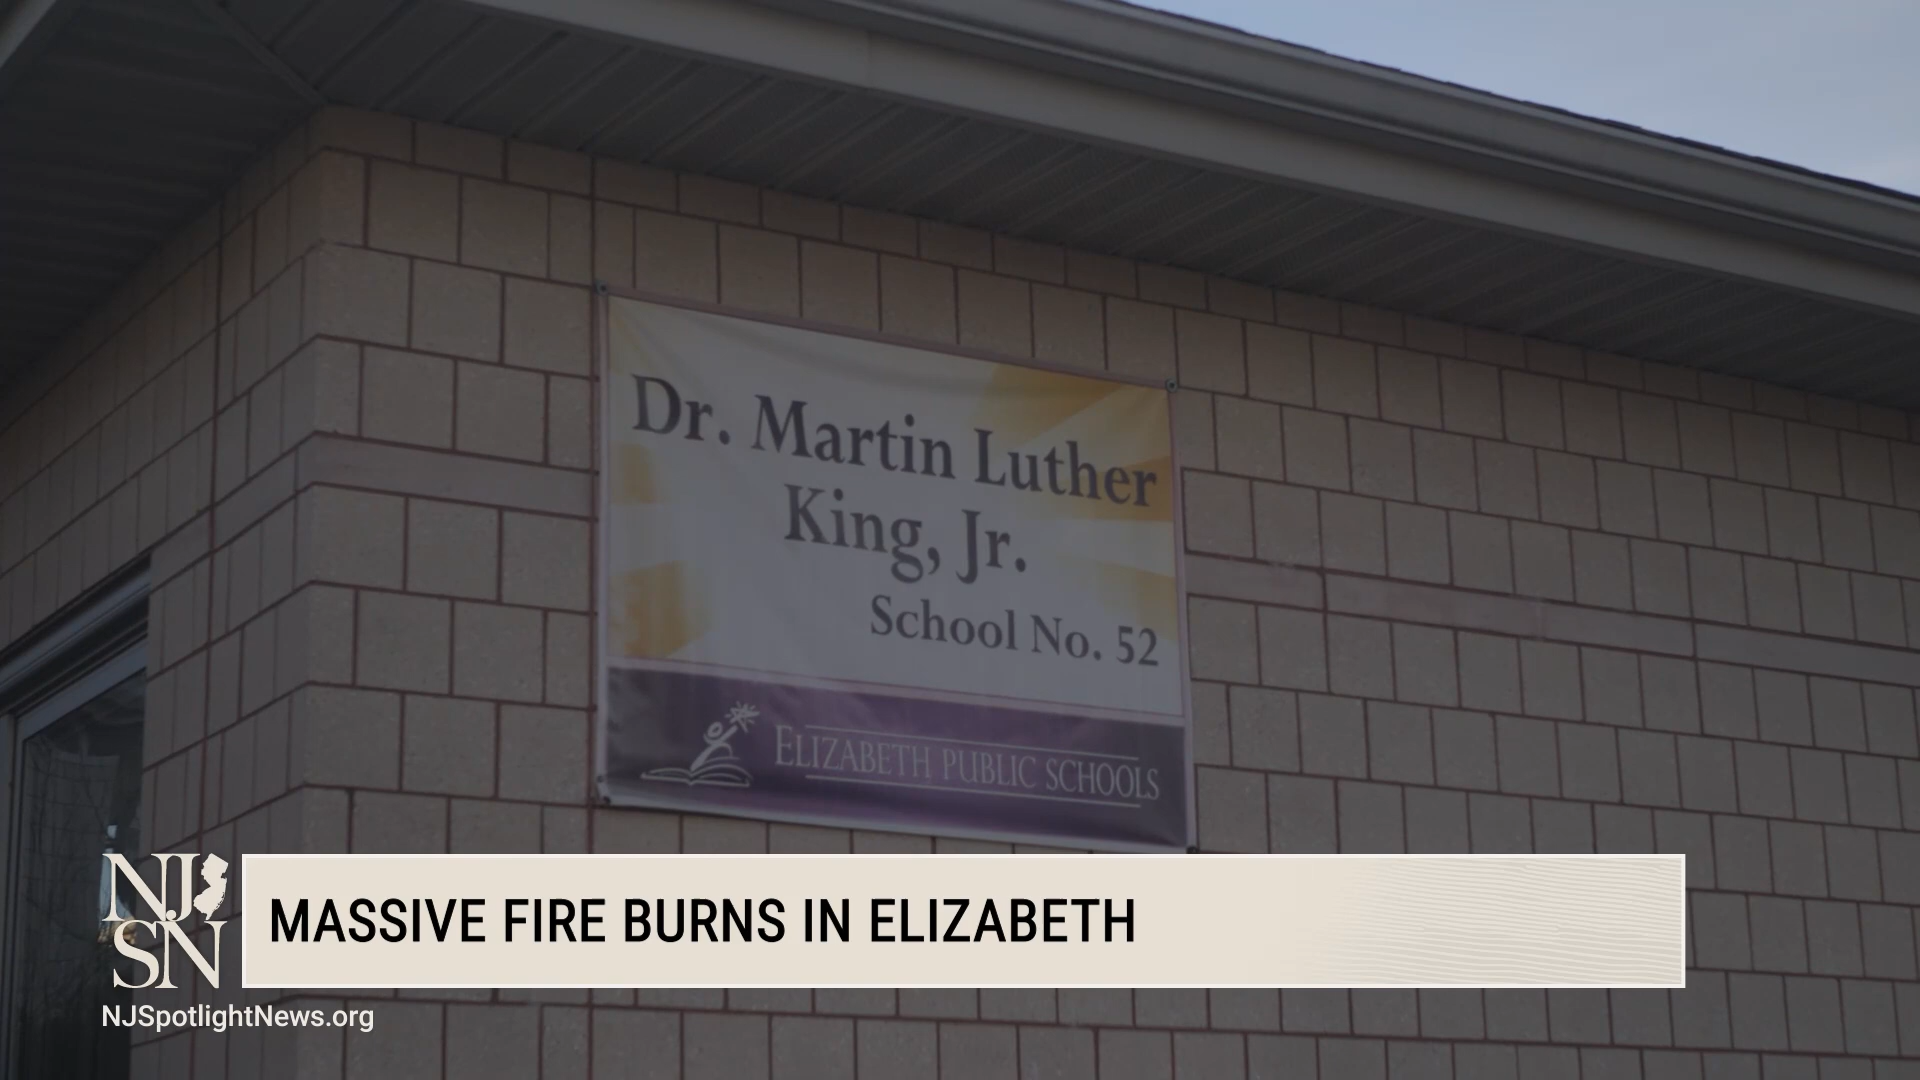 Dr. Martin Luther
King, Jr.
School No. 52
ELIZABETH PUBLIC SCHOOLS
NJ
SN
MASSIVE FIRE BURNS IN ELIZABETH
NJSpotlightNews.org